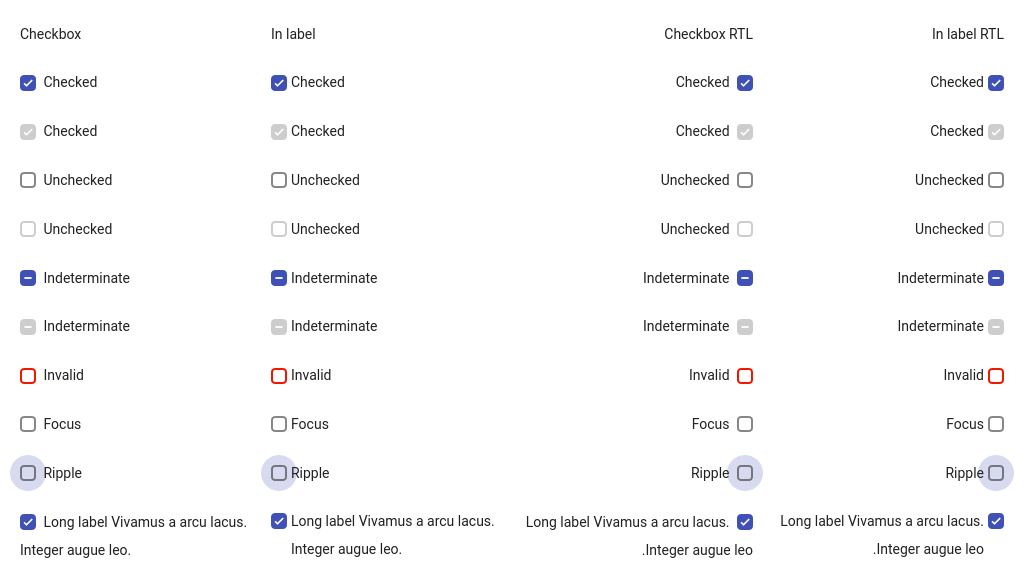 Checkbox In label Checkbox RTL In label RTL
Checked Checked Checked Checked
Checked Checked Checked Checked
Unchecked Unchecked Unchecked Unchecked
Unchecked Unchecked Unchecked Unchecked
Indeterminate Indeterminate Indeterminate Indeterminate
Indeterminate Indeterminate Indeterminate Indeterminate
Invalid Invalid Invalid Invalid
Focus Focus Focus Focus
Ripple Ripple Ripple Ripple
Long label Vivamus a arcu lacus. Long label Vivamus a arcu lacus. Long label Vivamus a arcu lacus. Long label Vivamus a arcu lacus.
Integer augue leo. Integer augue leo. .Integer augue leo .Integer augue leo